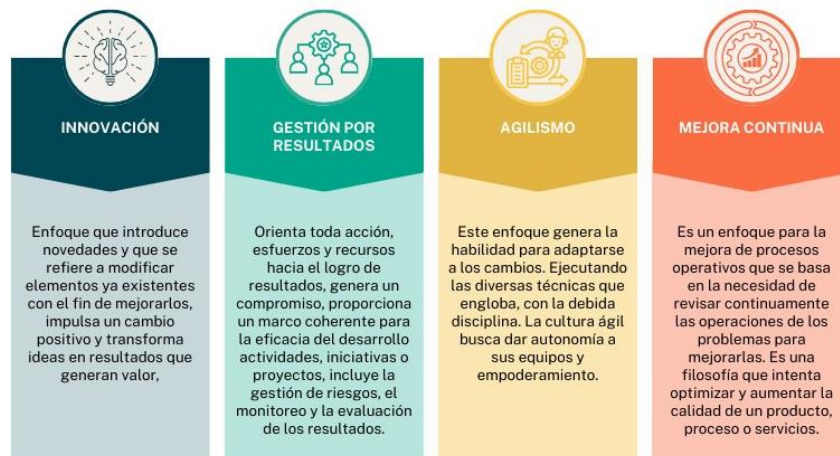 INNOVACIÓN
Enfoque que introduce
novedades y que se
refiere a modificar
elementos ya existentes
con el fin de mejorarlos,
impulsa un cambio
positivo y transforma
ideas en resultados que
generan valor,
GESTIÓN POR
RESULTADOS
Orienta toda acción,
esfuerzos y recursos
hacia el logro de
resultados, genera un
compromiso, proporciona
un marco coherente para
la eficacia del desarrollo
actividades, iniciativas o
proyectos, incluye la
gestión de riesgos, el
monitoreo y la evaluación
de los resultados.
AGILISMO
Este enfoque genera la
habilidad para adaptarse
a los cambios. Ejecutando
las diversas técnicas que
engloba, con la debida
disciplina. La cultura ágil
busca dar autonomía a
sus equipos y
empoderamiento.
MEJORA CONTINUA
Es un enfoque para la
mejora de procesos
operativos que se basa
en la necesidad de
revisar continuamente
las operaciones de los
problemas para
mejorarlas. Es una
filosofía que intenta
optimizar y aumentar la
calidad de un producto,
proceso o servicios.